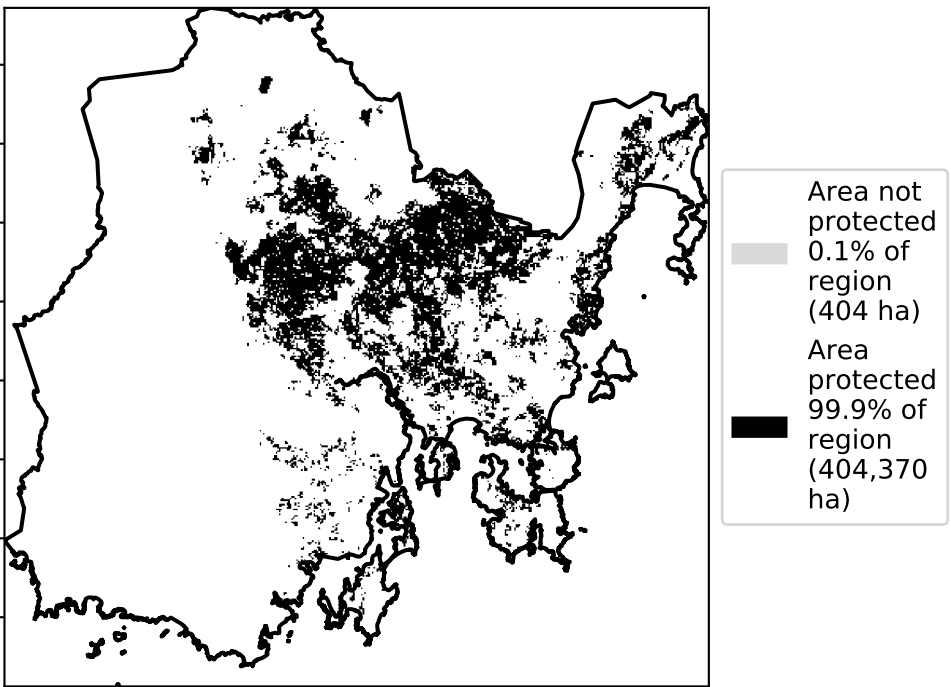 Area not
protected
0.1% of
region
(404 ha)
Area
protected
99.9% of
region
(404,370
ha)